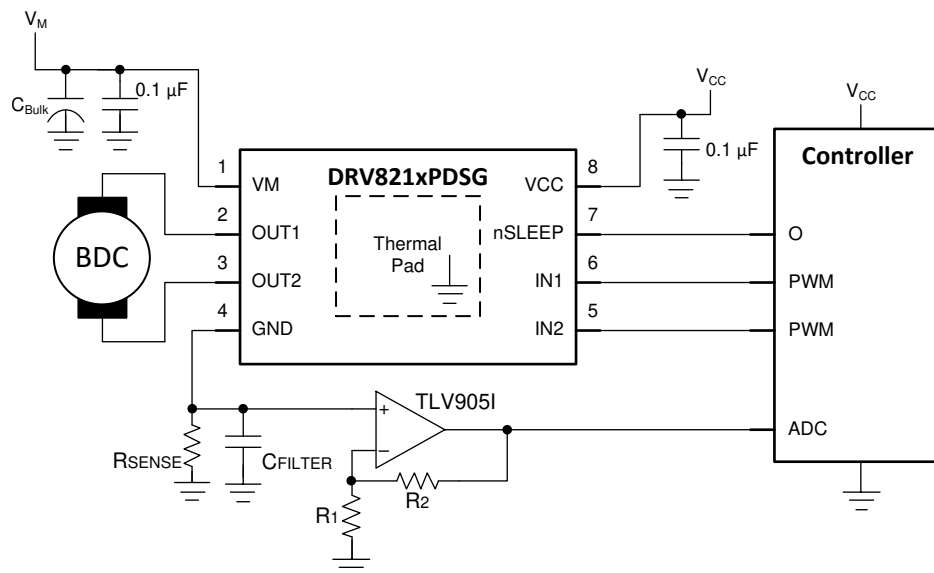 VM
CBulk
0.1 µF
VCC
0.1 µF
VCC
Controller
DRV821xPDSG
1
VM
2
OUT1
3
OUT2
4
GND
Thermal
Pad
8
VCC
7
nSLEEP
6
IN1
5
IN2
O
PWM
PWM
ADC
BDC
TLV905I
+
–
RSENSE
CFILTER
R2
R1